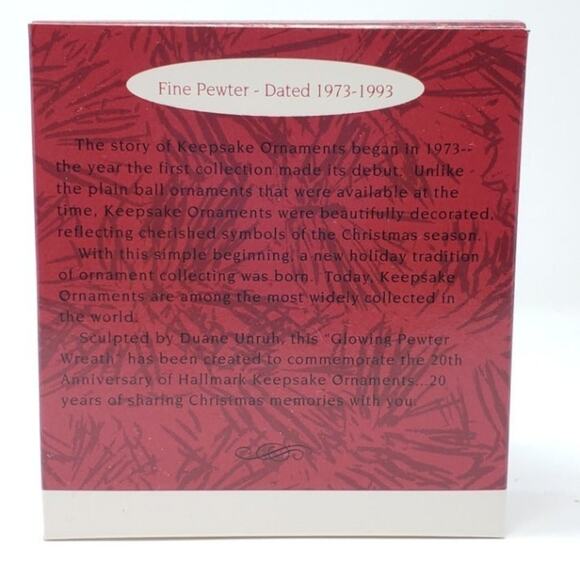 Fine Pewter - Dated 1973-1993
The story of Keepsake Ornaments began in 1973--
the year the first collection made its debut. Unlike
the plain ball ornaments that were available at the
time, Keepsake Ornaments were beautifully decorated,
reflecting cherished symbols of the Christmas season.
With this simple beginning, a new holiday tradition
of ornament collecting was born. Today, Keepsake
Ornaments are among the most widely collected in
the world.
Sculpted by Duane Unruh, this "Glowing Pewter
Wreath" has been created to commemorate the 20th
Anniversary of Hallmark Keepsake Ornaments...20
years of sharing Christmas memories with you.